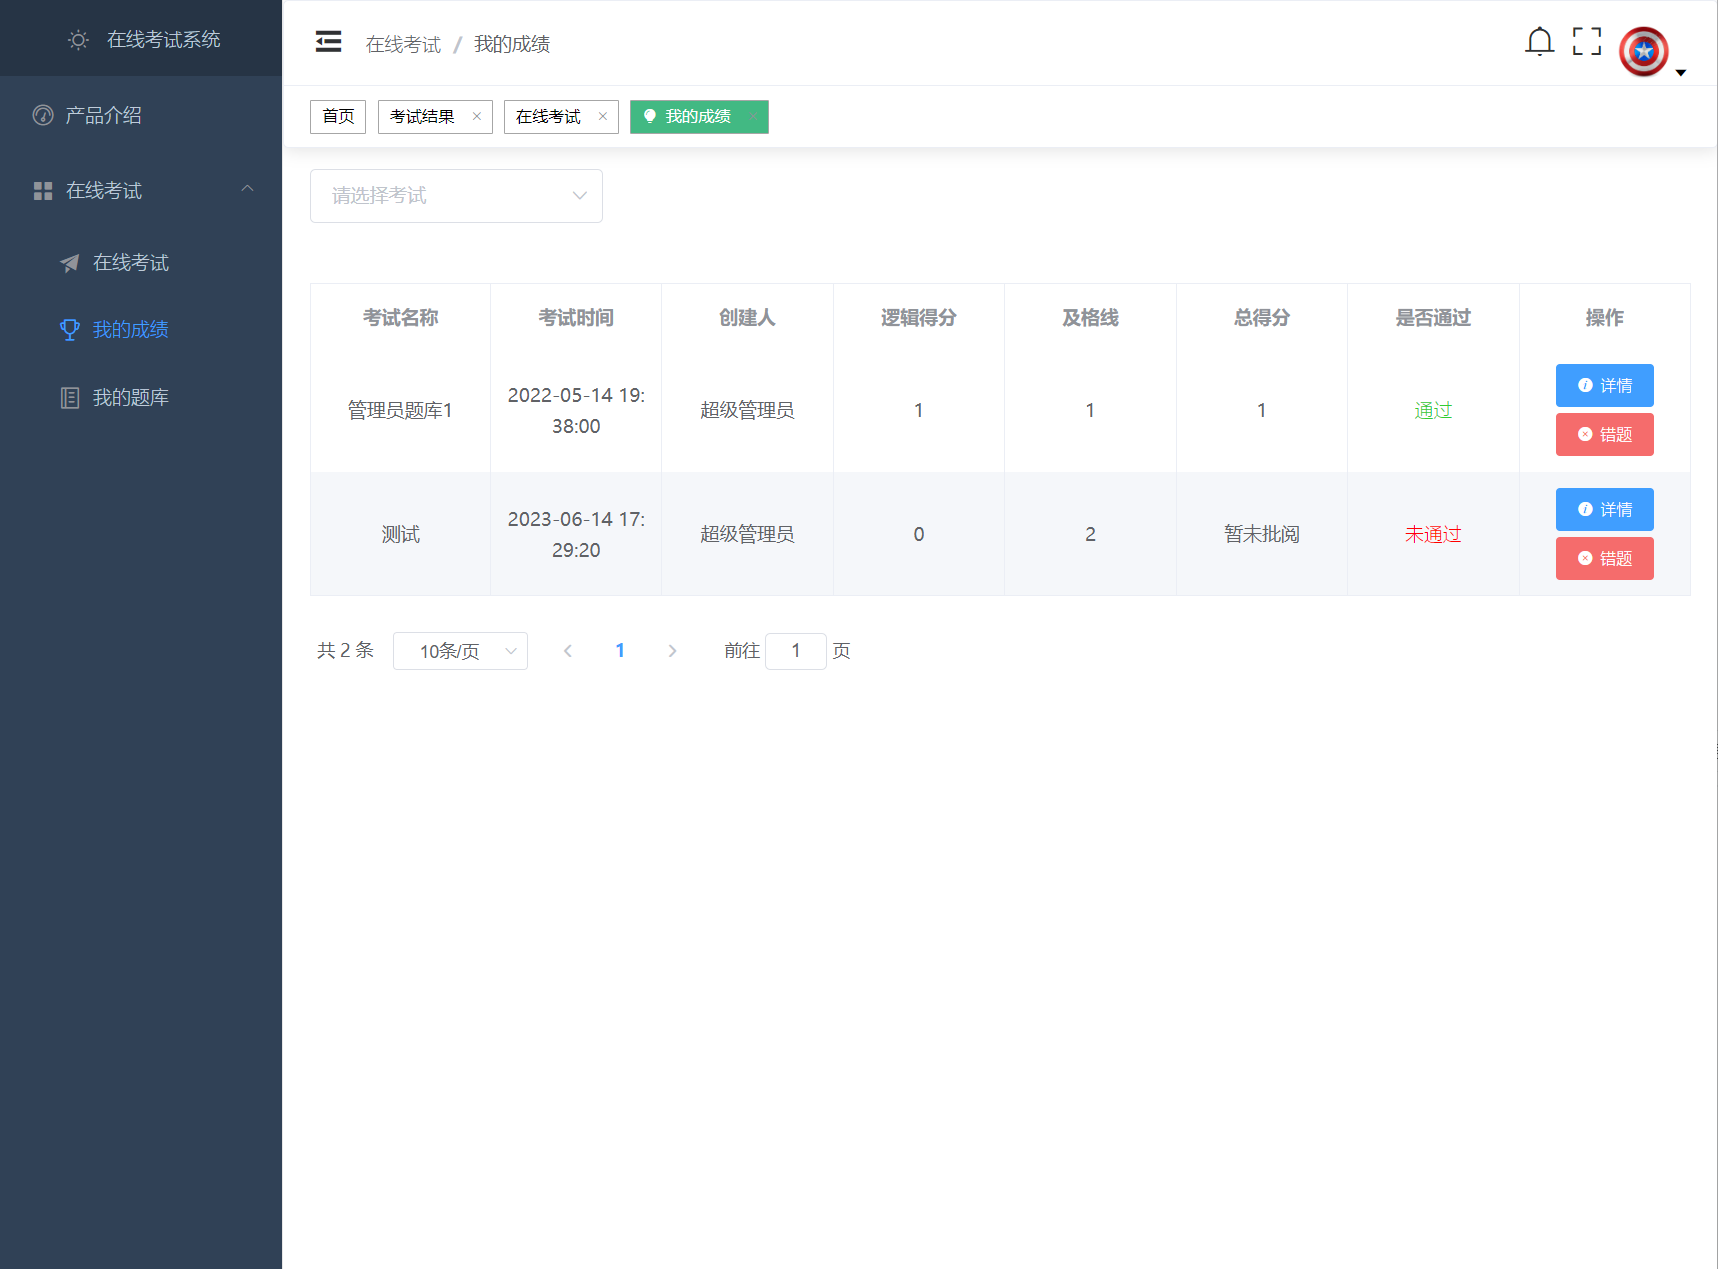 在线考试系统
产品介绍
在线考试
在线考试
我的成绩
我的题库
在线考试 / 我的成绩
首页 考试结果 × 在线考试 × 我的成绩 ×
请选择考试
考试名称 考试时间 创建人 逻辑得分 及格线 总得分 是否通过 操作
管理员题库1 2022-05-14 19:38:00 超级管理员 1 1 1 通过 详情
错题
测试 2023-06-14 17:29:20 超级管理员 0 2 暂未批阅 未通过 详情
错题
共 2 条 10条/页 1 前往 1 页